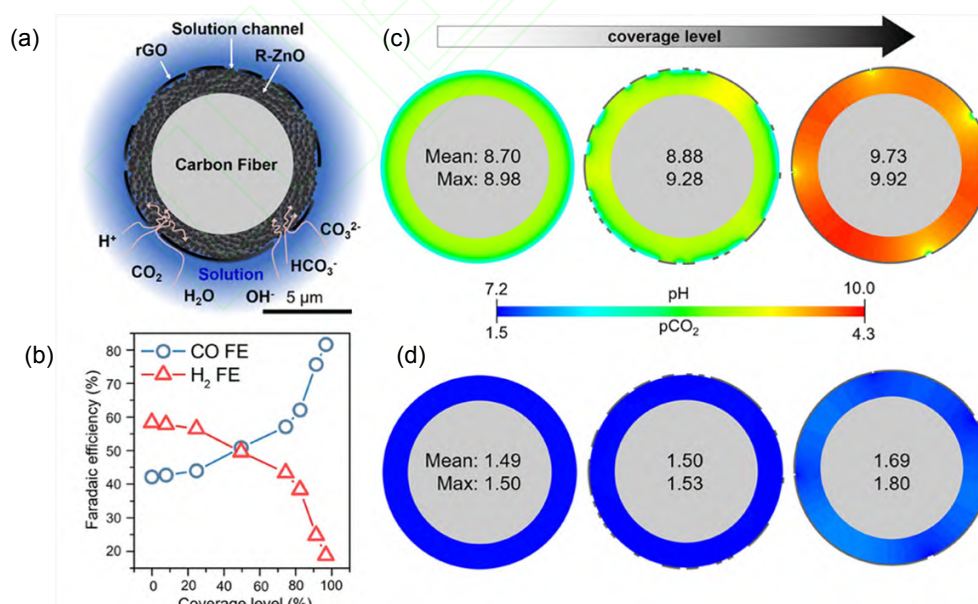 (a)
Solution channel
rGO
R-ZnO
Carbon Fiber
H⁺
CO₂
H₂O
OH⁻
HCO₃⁻
CO₃²⁻
Solution
5 μm
(b)
CO FE
H₂ FE
Faradaic efficiency (%)
80
70
60
50
40
30
20
0 20 40 60 80 100
Coverage level (%)
(c)
coverage level
Mean: 8.70
Max: 8.98
8.88
9.28
9.73
9.92
7.2 pH 10.0
1.5 pCO₂ 4.3
(d)
Mean: 1.49
Max: 1.50
1.50
1.53
1.69
1.80